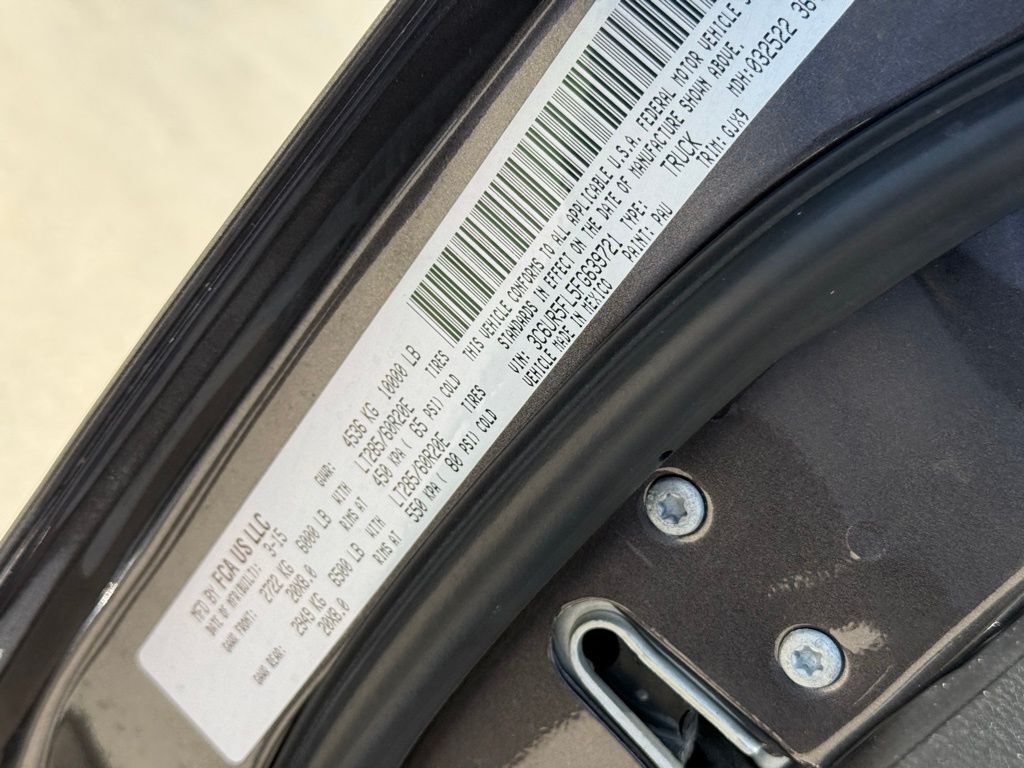 MFD BY FCA US LLC
DATE OF MFR(BUILT): 3-15 GVWR: 4536 KG 10000 LB
GAWR FRONT: 2722 KG 6000 LB WITH LT285/60R20E TIRES
20X8.0 RIMS AT 450 KPA( 65 PSI) COLD
GAWR REAR: 2949 KG 6500 LB WITH LT285/60R20E TIRES
20X8.0 RIMS AT 550 KPA( 80 PSI) COLD
THIS VEHICLE CONFORMS TO ALL APPLICABLE U.S.A. FEDERAL MOTOR VEHICLE
STANDARDS IN EFFECT ON THE DATE OF MANUFACTURE SHOWN ABOVE.
VIN: 3C6UR5FL5FG639721 TYPE: TRUCK
VEHICLE MADE IN MEXICO PAINT: PAU TRIM: GJX9 MDH:032522